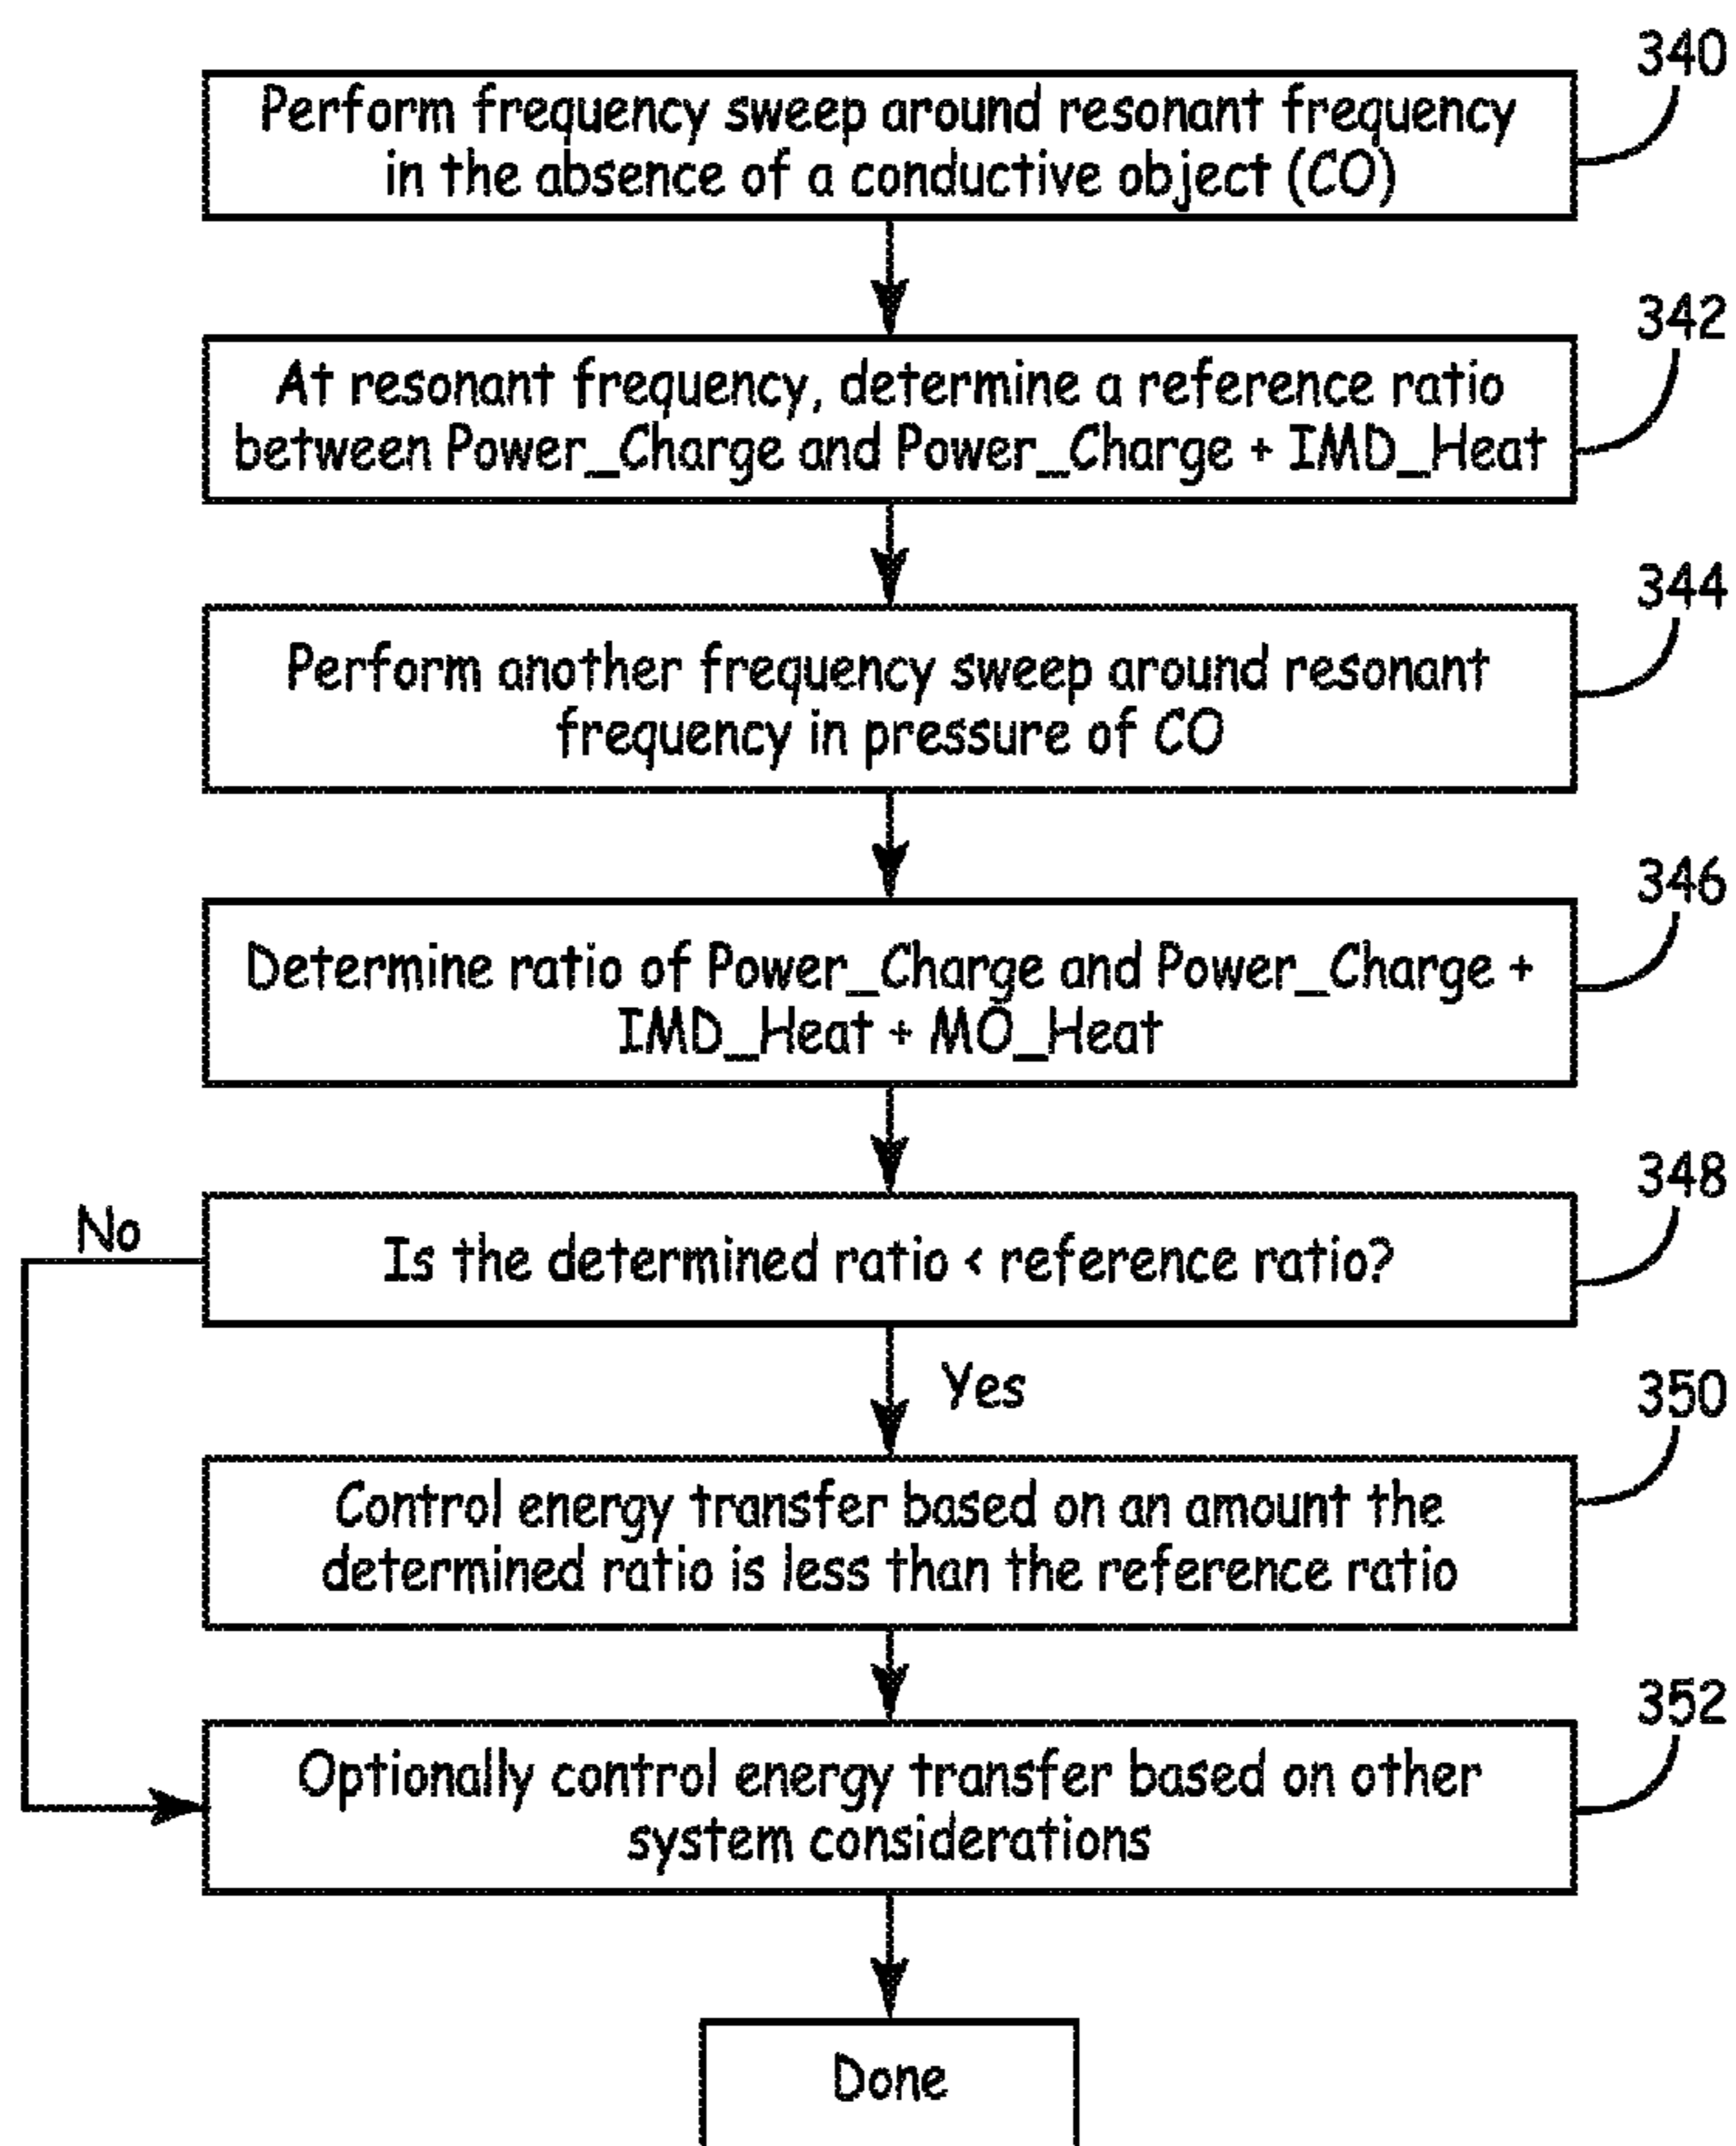 340
Perform frequency sweep around resonant frequency
in the absence of a conductive object (CO)
342
At resonant frequency, determine a reference ratio
between Power_Charge and Power_Charge + IMD_Heat
344
Perform another frequency sweep around resonant
frequency in pressure of CO
346
Determine ratio of Power_Charge and Power_Charge +
IMD_Heat + MO_Heat
348
No
Is the determined ratio < reference ratio?
Yes
350
Control energy transfer based on an amount the
determined ratio is less than the reference ratio
352
Optionally control energy transfer based on other
system considerations
Done